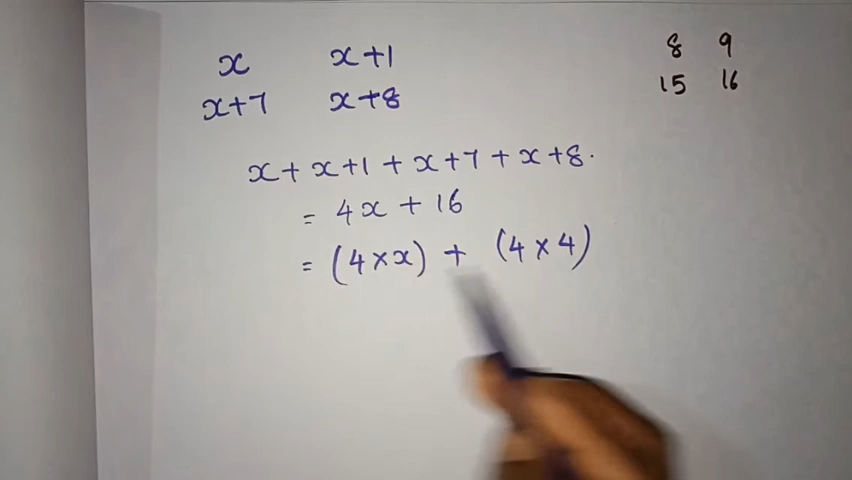 x x+1
x+7 x+8
8 9
15 16
x + x+1 + x+7 + x+8.
= 4x + 16
= (4×x) + (4×4)